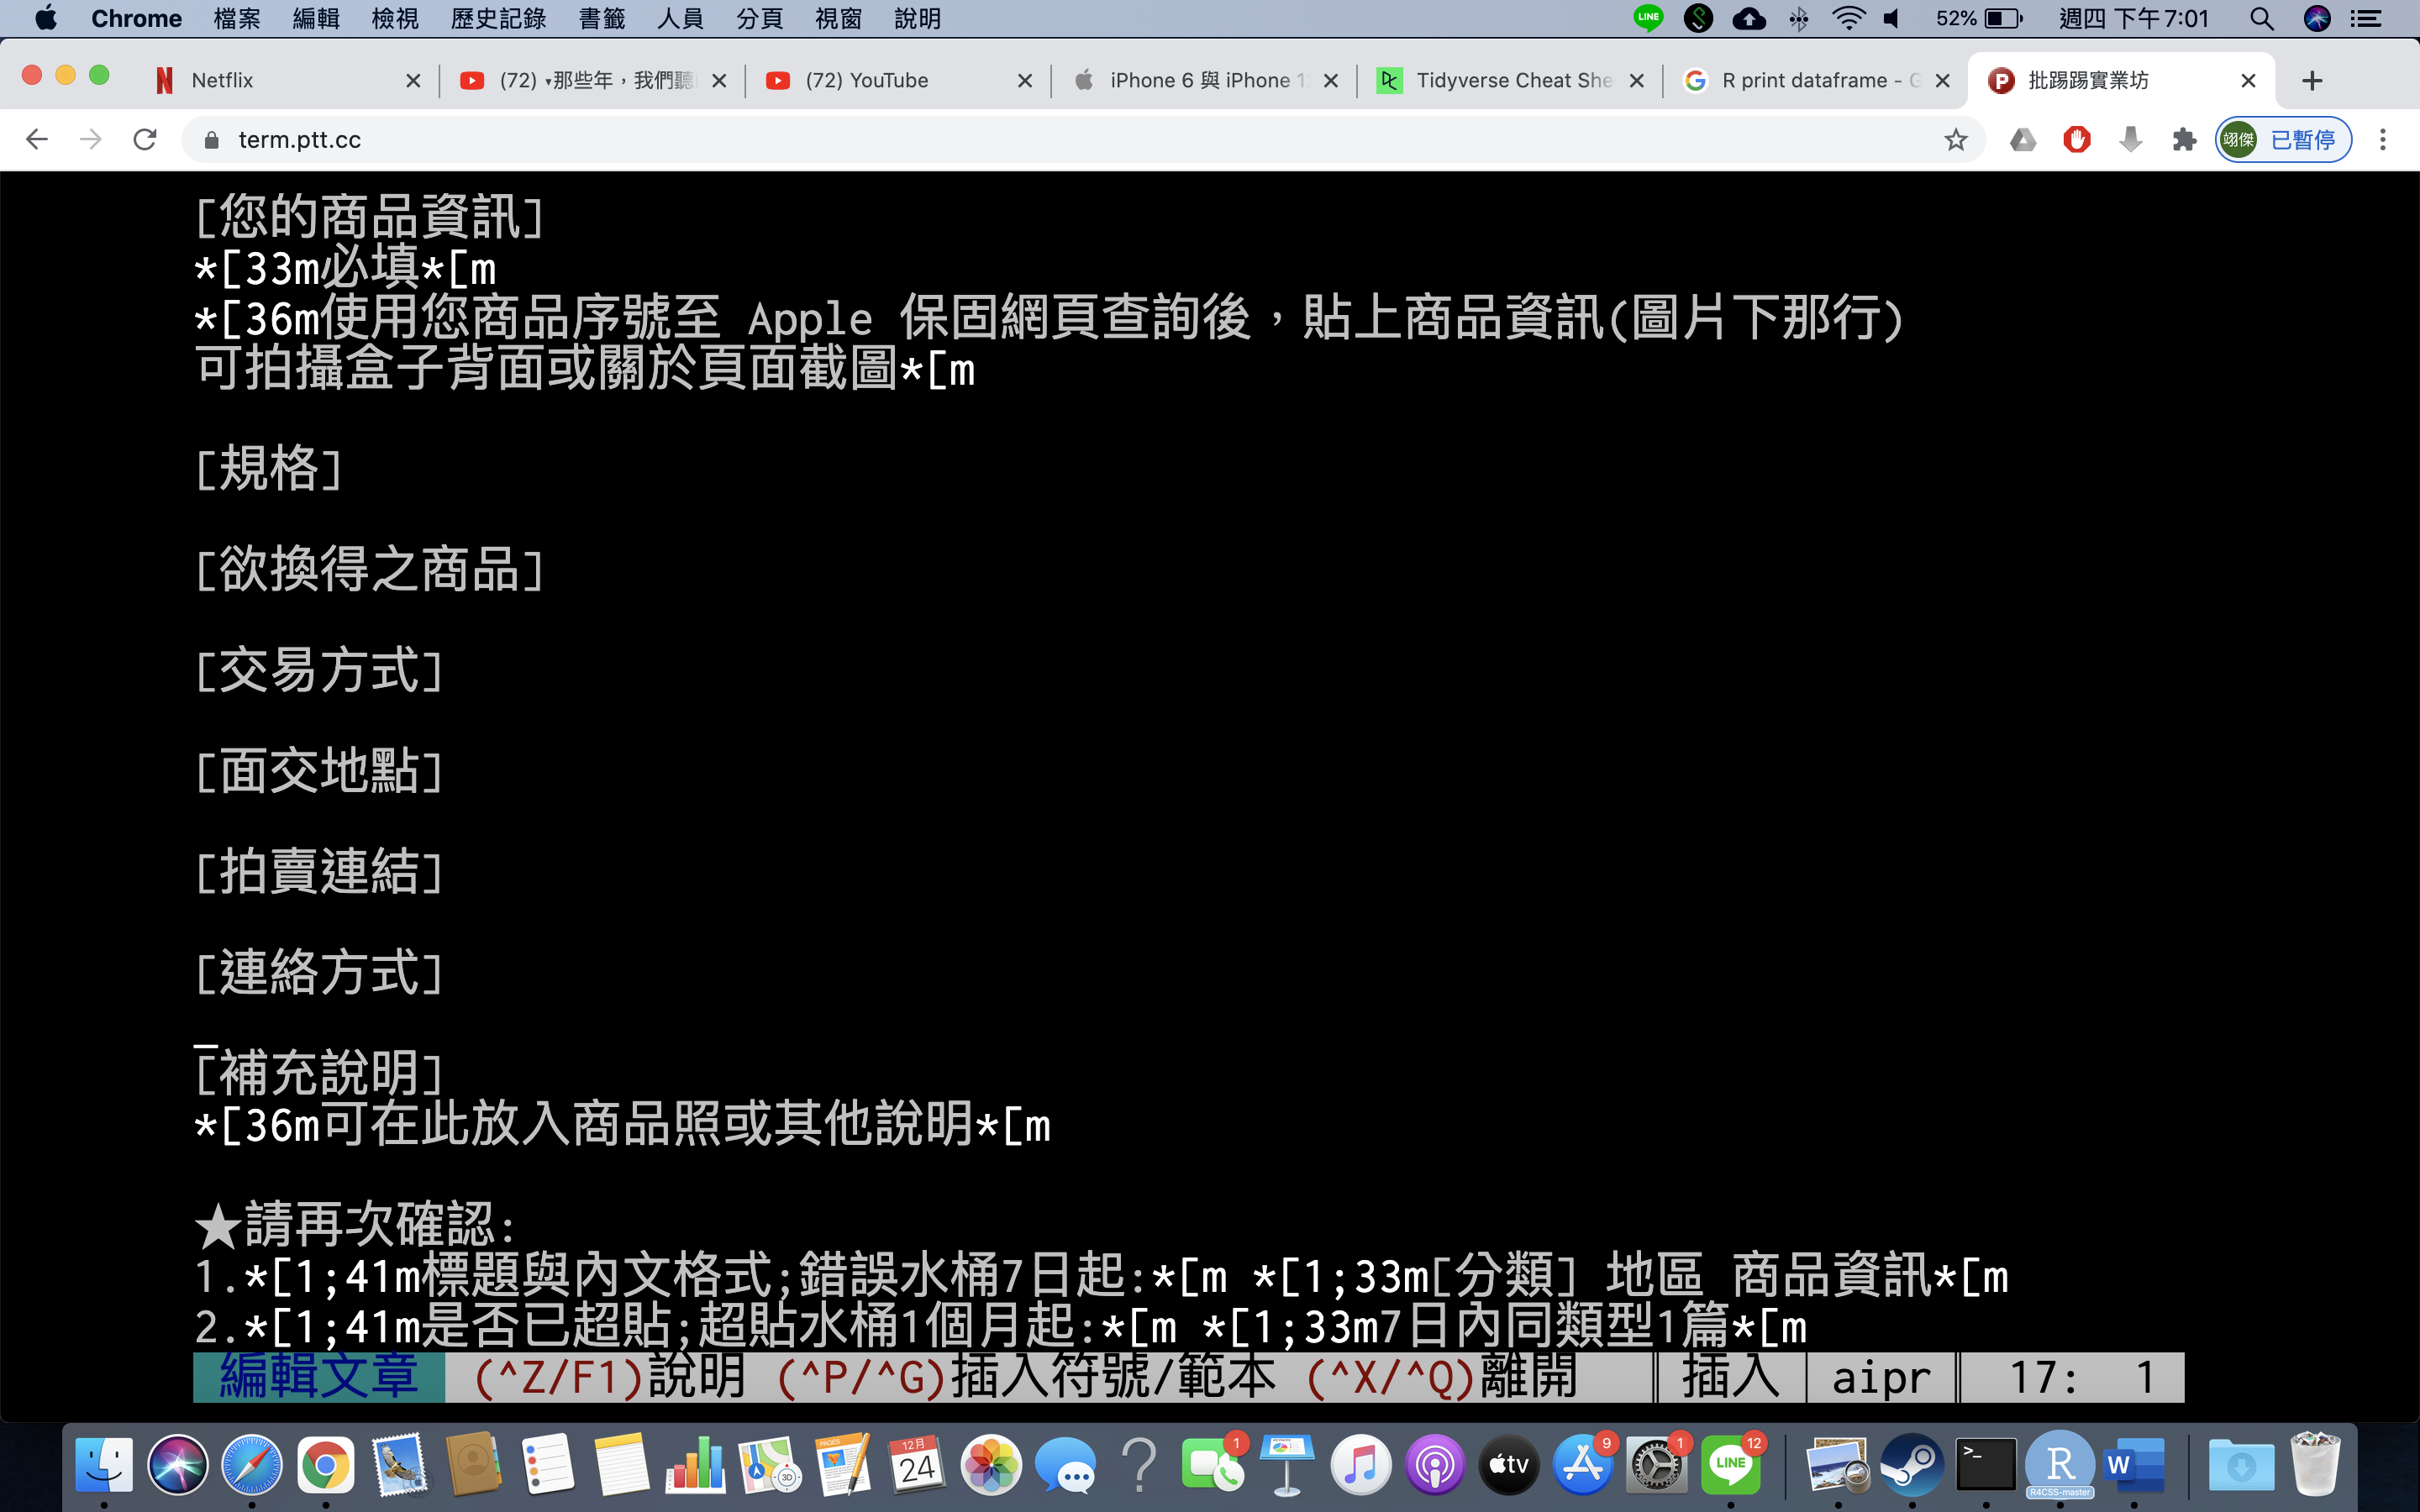 Chrome 檔案 編輯 檢視 歷史記錄 書籤 人員 分頁 視窗 說明 LINE 52% 週四 下午7:01
Netflix (72) YouTube iPhone 6 與 iPhone 1 Tidyverse Cheat She R print dataframe - G 批踢踢實業坊
(72) 那些年，我們聽
term.ptt.cc 翊傑 已暫停
[您的商品資訊]
*[33m必填*[m
*[36m使用您商品序號至 Apple 保固網頁查詢後，貼上商品資訊(圖片下那行)
可拍攝盒子背面或關於頁面截圖*[m
[規格]
[欲換得之商品]
[交易方式]
[面交地點]
[拍賣連結]
[連絡方式]
[補充說明]
*[36m可在此放入商品照或其他說明*[m
★請再次確認:
1.*[1;41m標題與內文格式;錯誤水桶7日起:*[m *[1;33m[分類] 地區 商品資訊*[m
2.*[1;41m是否已超貼;超貼水桶1個月起:*[m *[1;33m7日內同類型1篇*[m
編輯文章 (^Z/F1)說明 (^P/^G)插入符號/範本 (^X/^Q)離開 插入 aipr 17: 1
3D PAGES 12月 24 1 tv 9 1 LINE 12 >_ R R4CSS-master W